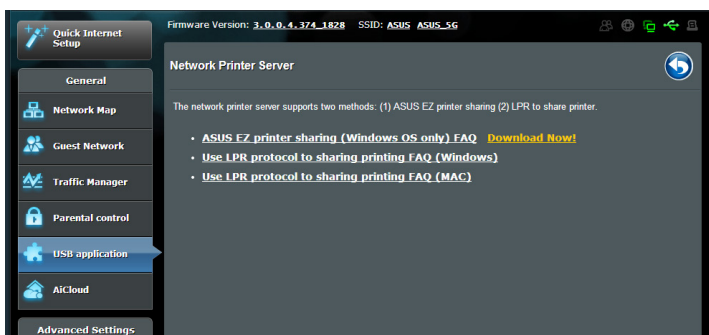 Quick Internet
Setup
Firmware Version: 3.0.0.4.374_1828 SSID: ASUS ASUS_5G
General
Network Map
Guest Network
Traffic Manager
Parental control
USB application
AiCloud
Advanced Settings
Network Printer Server
The network printer server supports two methods: (1) ASUS EZ printer sharing (2) LPR to share printer.
ASUS EZ printer sharing (Windows OS only) FAQ Download Now!
Use LPR protocol to sharing printing FAQ (Windows)
Use LPR protocol to sharing printing FAQ (MAC)